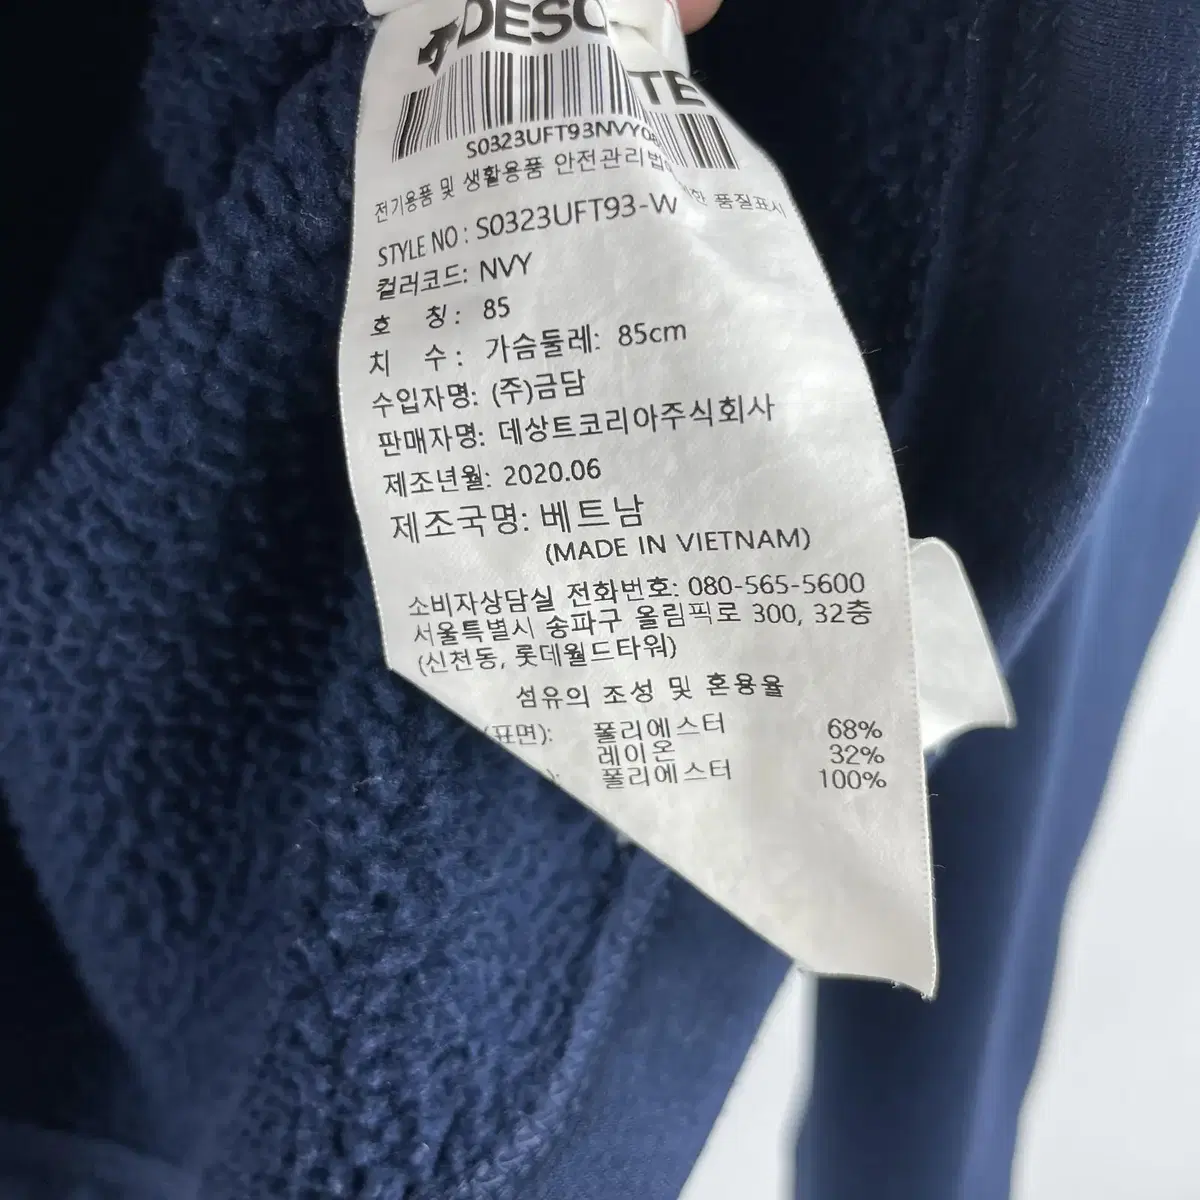 DESC
TE
S0323UFT93NVY08
전기용품 및 생활용품 안전관리법에 의한 품질표시
STYLE NO : S0323UFT93-W
컬러코드: NVY
호 칭 : 85
치 수 : 가슴둘레: 85cm
수입자명: (주)금담
판매자명: 데상트코리아주식회사
제조년월: 2020.06
제조국명: 베트남
(MADE IN VIETNAM)
소비자상담실 전화번호: 080-565-5600
서울특별시 송파구 올림픽로 300, 32층
(신천동, 롯데월드타워)
섬유의 조성 및 혼용율
(표면): 폴리에스터 68%
레이온 32%
): 폴리에스터 100%